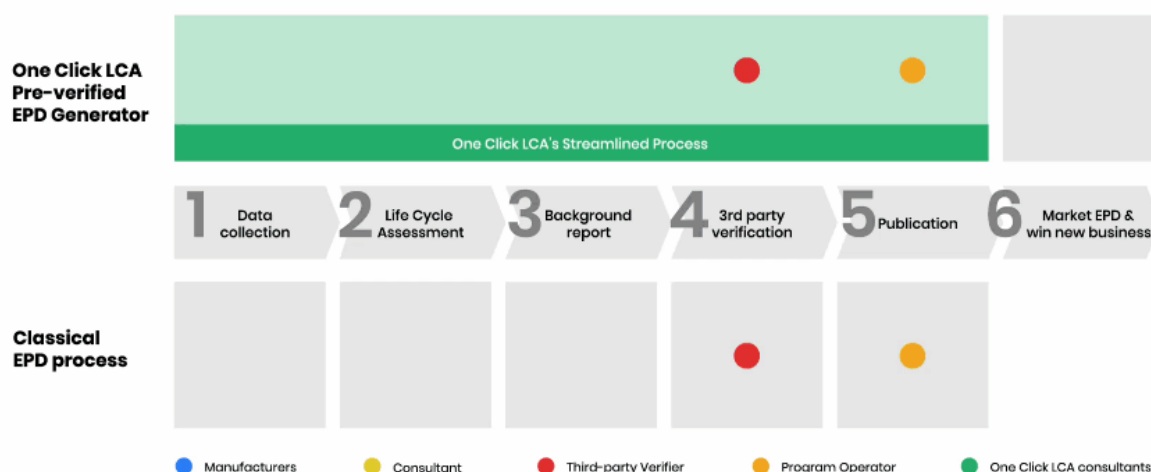 One Click LCA
Pre-verified
EPD Generator
One Click LCA's Streamlined Process
1 Data
collection
2 Life Cycle
Assessment
3 Background
report
4 3rd party
verification
5 Publication
6 Market EPD &
win new business
Classical
EPD process
Manufacturers
Consultant
Third-party Verifier
Program Operator
One Click LCA consultants